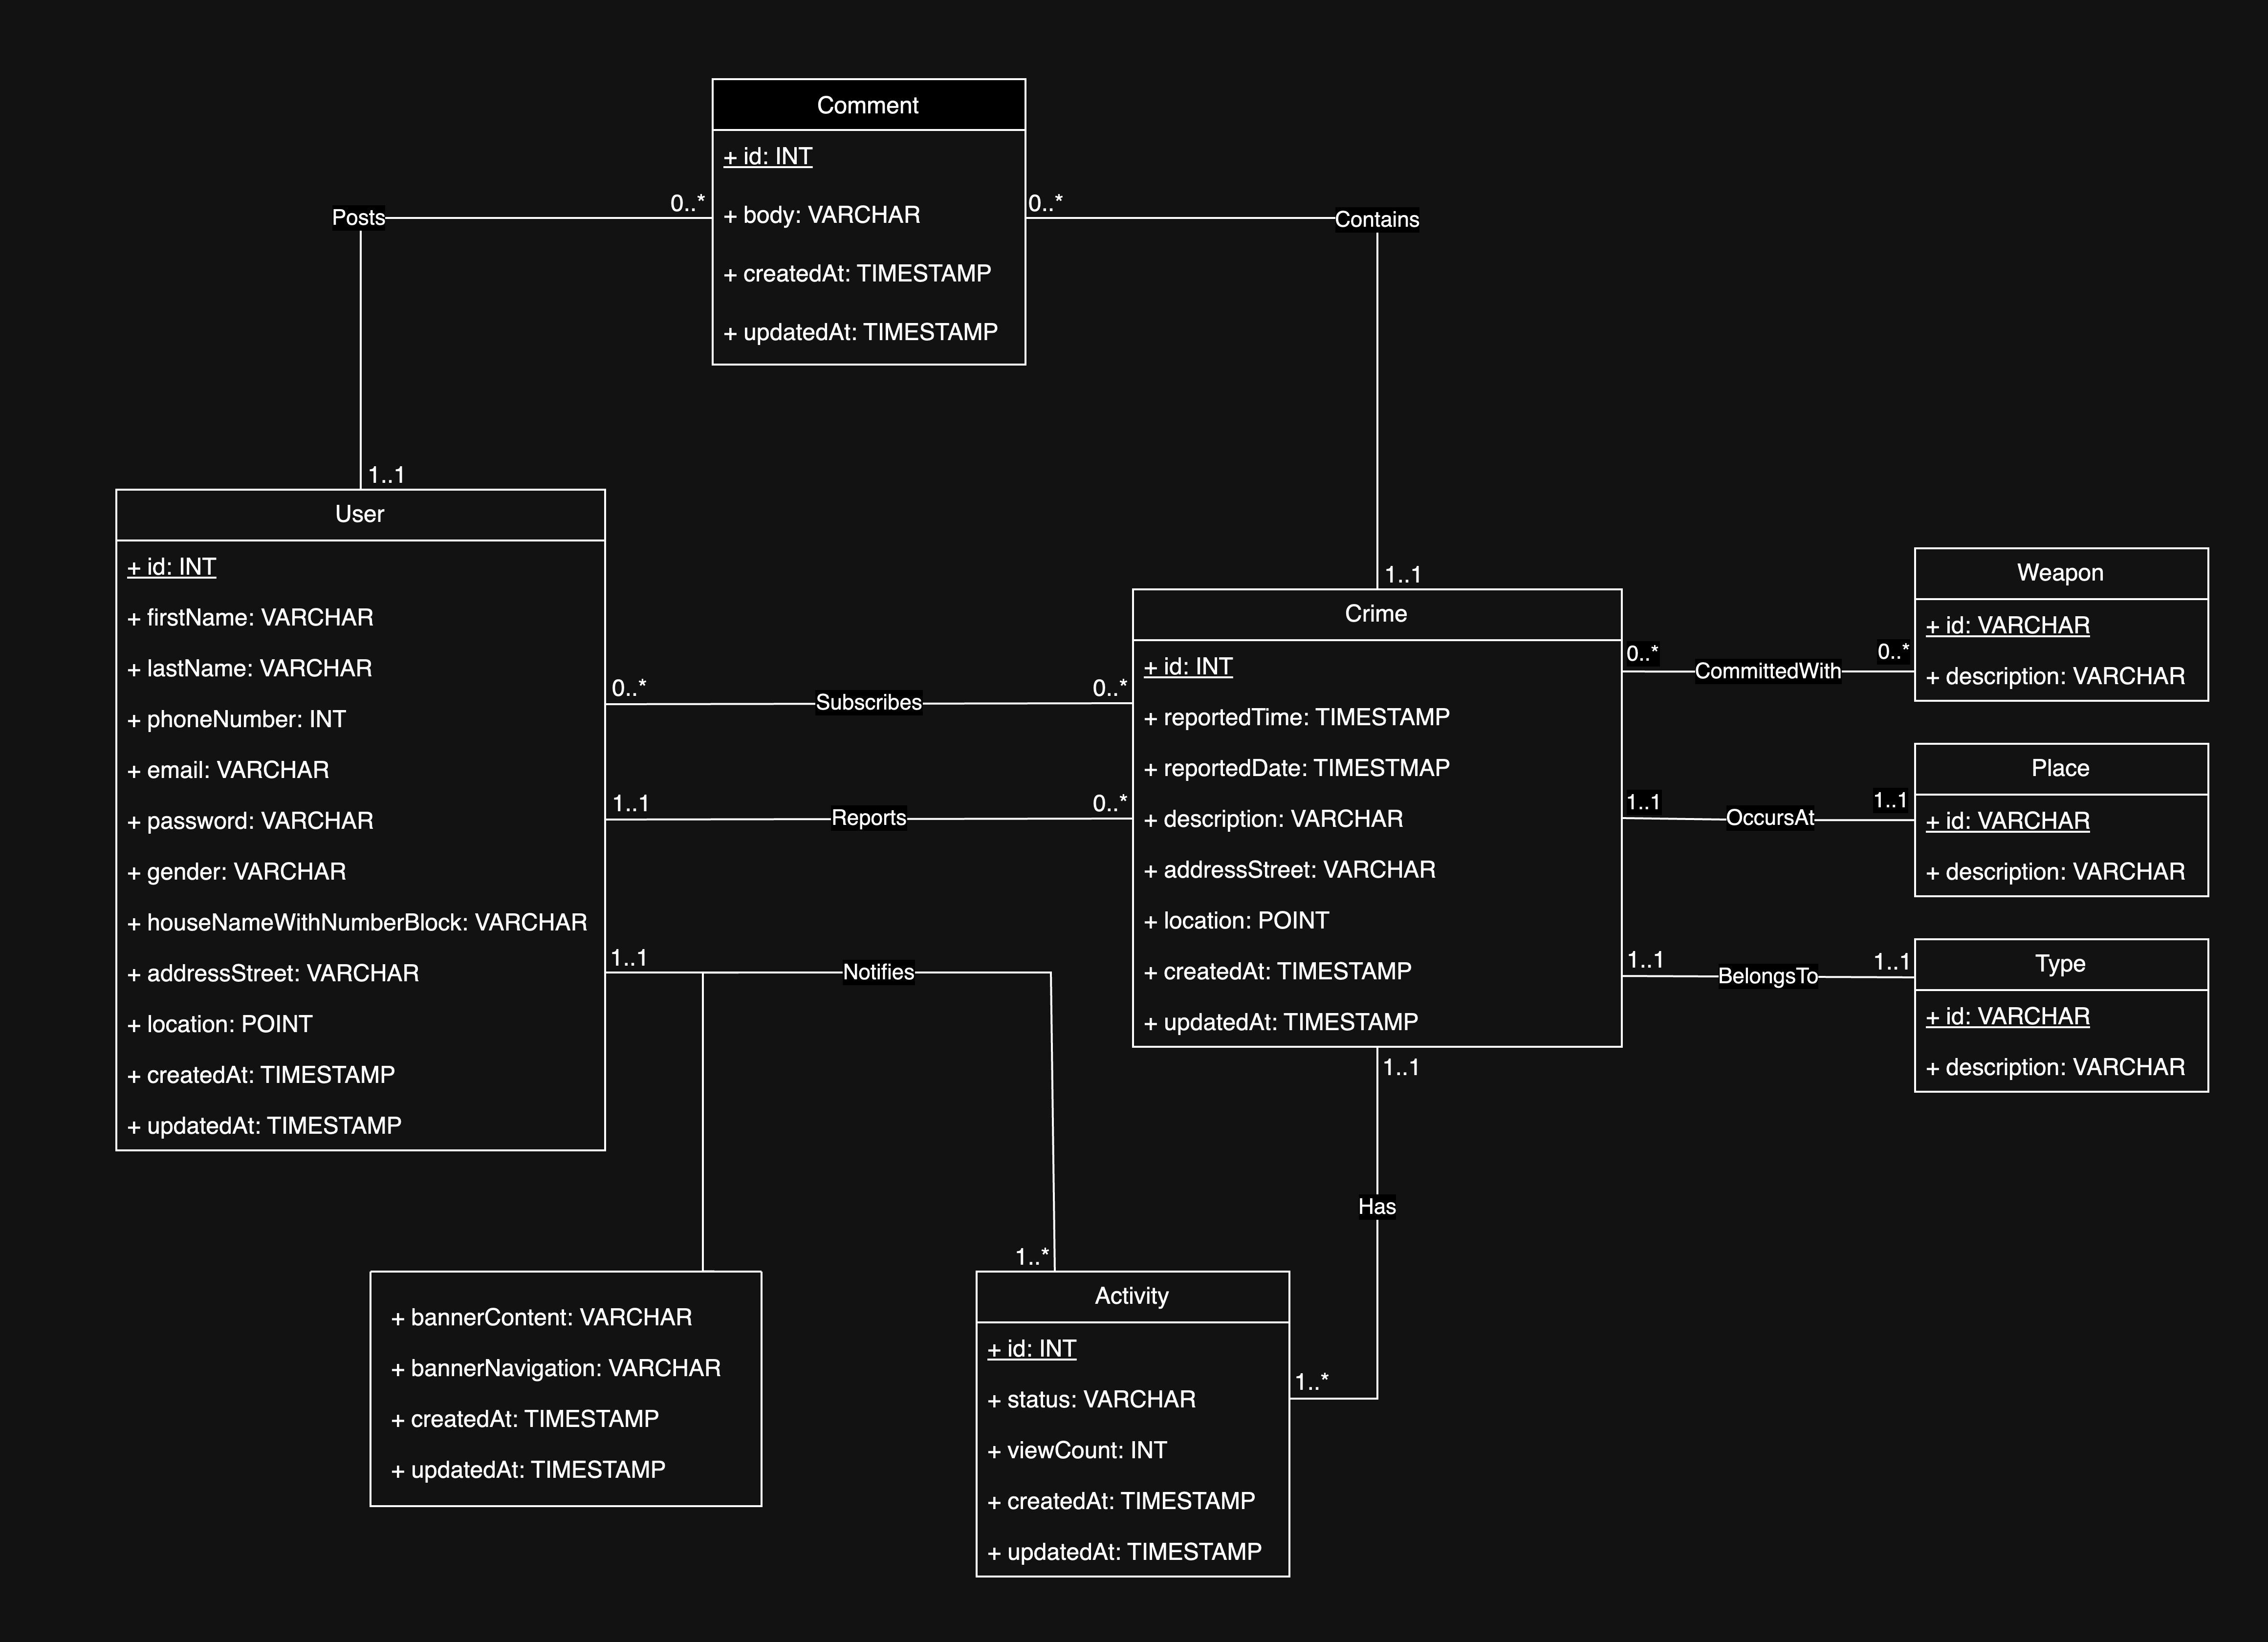 Comment
+ id: INT
+ body: VARCHAR
+ createdAt: TIMESTAMP
+ updatedAt: TIMESTAMP
Posts
0..*
0..*
Contains
1..1
1..1
User
+ id: INT
+ firstName: VARCHAR
+ lastName: VARCHAR
+ phoneNumber: INT
+ email: VARCHAR
+ password: VARCHAR
+ gender: VARCHAR
+ houseNameWithNumberBlock: VARCHAR
+ addressStreet: VARCHAR
+ location: POINT
+ createdAt: TIMESTAMP
+ updatedAt: TIMESTAMP
0..*
Subscribes
0..*
1..1
Reports
0..*
1..1
Notifies
1..*
Crime
+ id: INT
+ reportedTime: TIMESTAMP
+ reportedDate: TIMESTMAP
+ description: VARCHAR
+ addressStreet: VARCHAR
+ location: POINT
+ createdAt: TIMESTAMP
+ updatedAt: TIMESTAMP
0..*
CommittedWith
0..*
1..1
OccursAt
1..1
1..1
BelongsTo
1..1
Weapon
+ id: VARCHAR
+ description: VARCHAR
Place
+ id: VARCHAR
+ description: VARCHAR
Type
+ id: VARCHAR
+ description: VARCHAR
1..1
Has
1..*
+ bannerContent: VARCHAR
+ bannerNavigation: VARCHAR
+ createdAt: TIMESTAMP
+ updatedAt: TIMESTAMP
Activity
+ id: INT
+ status: VARCHAR
+ viewCount: INT
+ createdAt: TIMESTAMP
+ updatedAt: TIMESTAMP